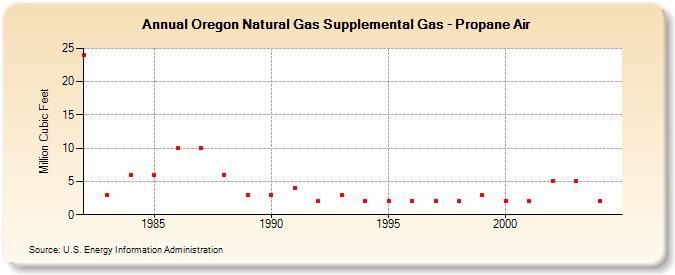 Annual Oregon Natural Gas Supplemental Gas - Propane Air
Million Cubic Feet
25
20
15
10
5
0
1985 1990 1995 2000
Source: U.S. Energy Information Administration